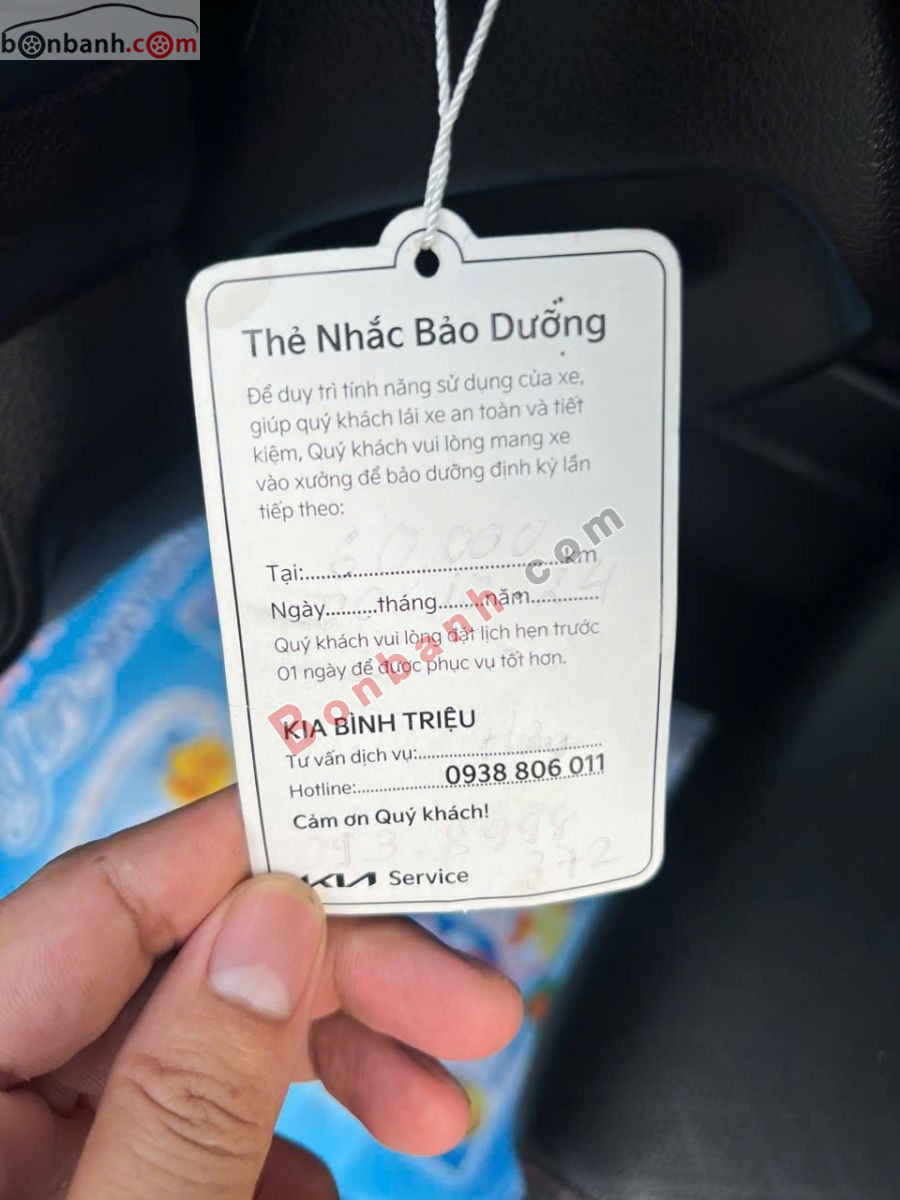 bonbanh.com
Thẻ Nhắc Bảo Dưỡng
Để duy trì tính năng sử dụng của xe,
giúp quý khách lái xe an toàn và tiết
kiệm, Quý khách vui lòng mang xe
vào xưởng để bảo dưỡng định kỳ lần
tiếp theo:
Tại:..........60.000..........km
Ngày..........tháng.........năm..............
Quý khách vui lòng đặt lịch hẹn trước
01 ngày để được phục vụ tốt hơn.
Bonbanh.com
KIA BÌNH TRIỆU
Tư vấn dịch vụ:..............................
Hotline:....................0938 806 011
Cảm ơn Quý khách!
372
KIA Service